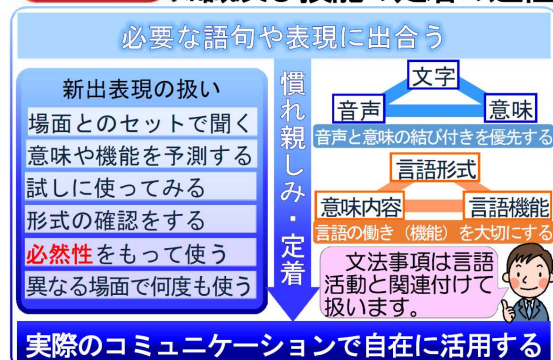 必要な語句や表現に出合う
新出表現の扱い
場面とのセットで聞く
意味や機能を予測する
試しに使ってみる
形式の確認をする
必然性をもって使う
異なる場面で何度も使う
慣れ親しみ・定着
文字
音声
意味
音声と意味の結び付きを優先する
言語形式
意味内容
言語機能
言語の働き（機能）を大切にする
文法事項は言語
活動と関連付けて
扱います。
実際のコミュニケーションで自在に活用する